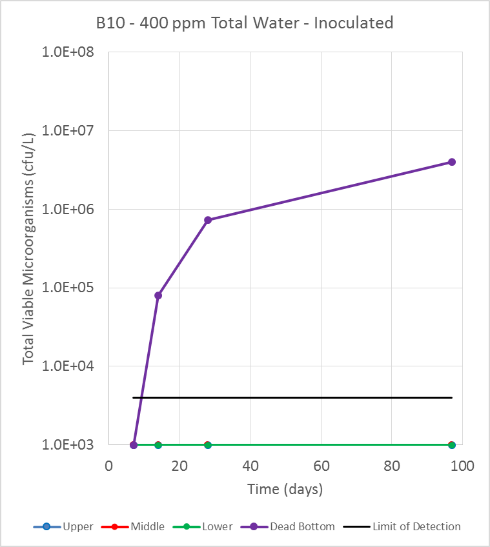 B10 - 400 ppm Total Water - Inoculated
1.0E+08
1.0E+07
1.0E+06
1.0E+05
1.0E+04
1.0E+03
Total Viable Microorganisms (cfu/L)
0 20 40 60 80 100
Time (days)
Upper Middle Lower Dead Bottom Limit of Detection